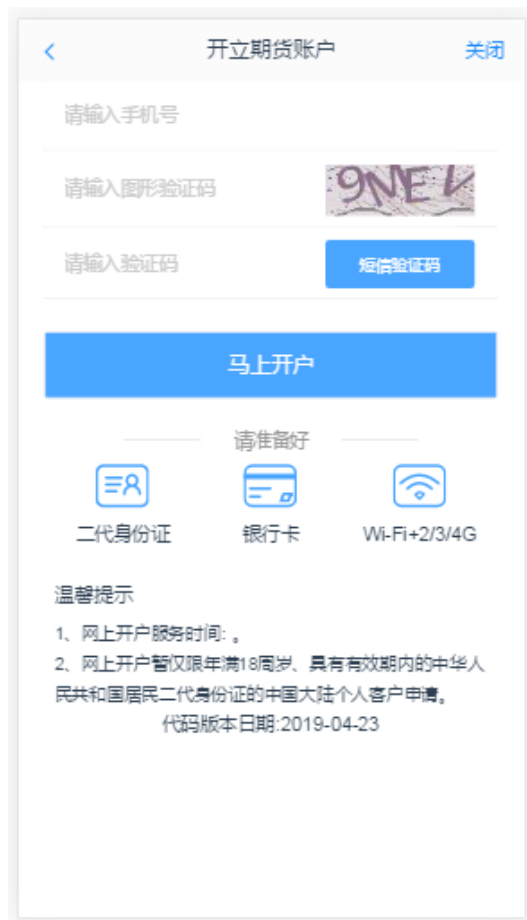 开立期货账户
关闭
请输入手机号
请输入图形验证码
9NEV
请输入验证码
短信验证码
马上开户
请准备好
二代身份证
银行卡
Wi-Fi+2/3/4G
温馨提示
1、网上开户服务时间: 。
2、网上开户暂仅限年满18周岁、具有有效期内的中华人
民共和国居民二代身份证的中国大陆个人客户申请。
代码版本日期:2019-04-23